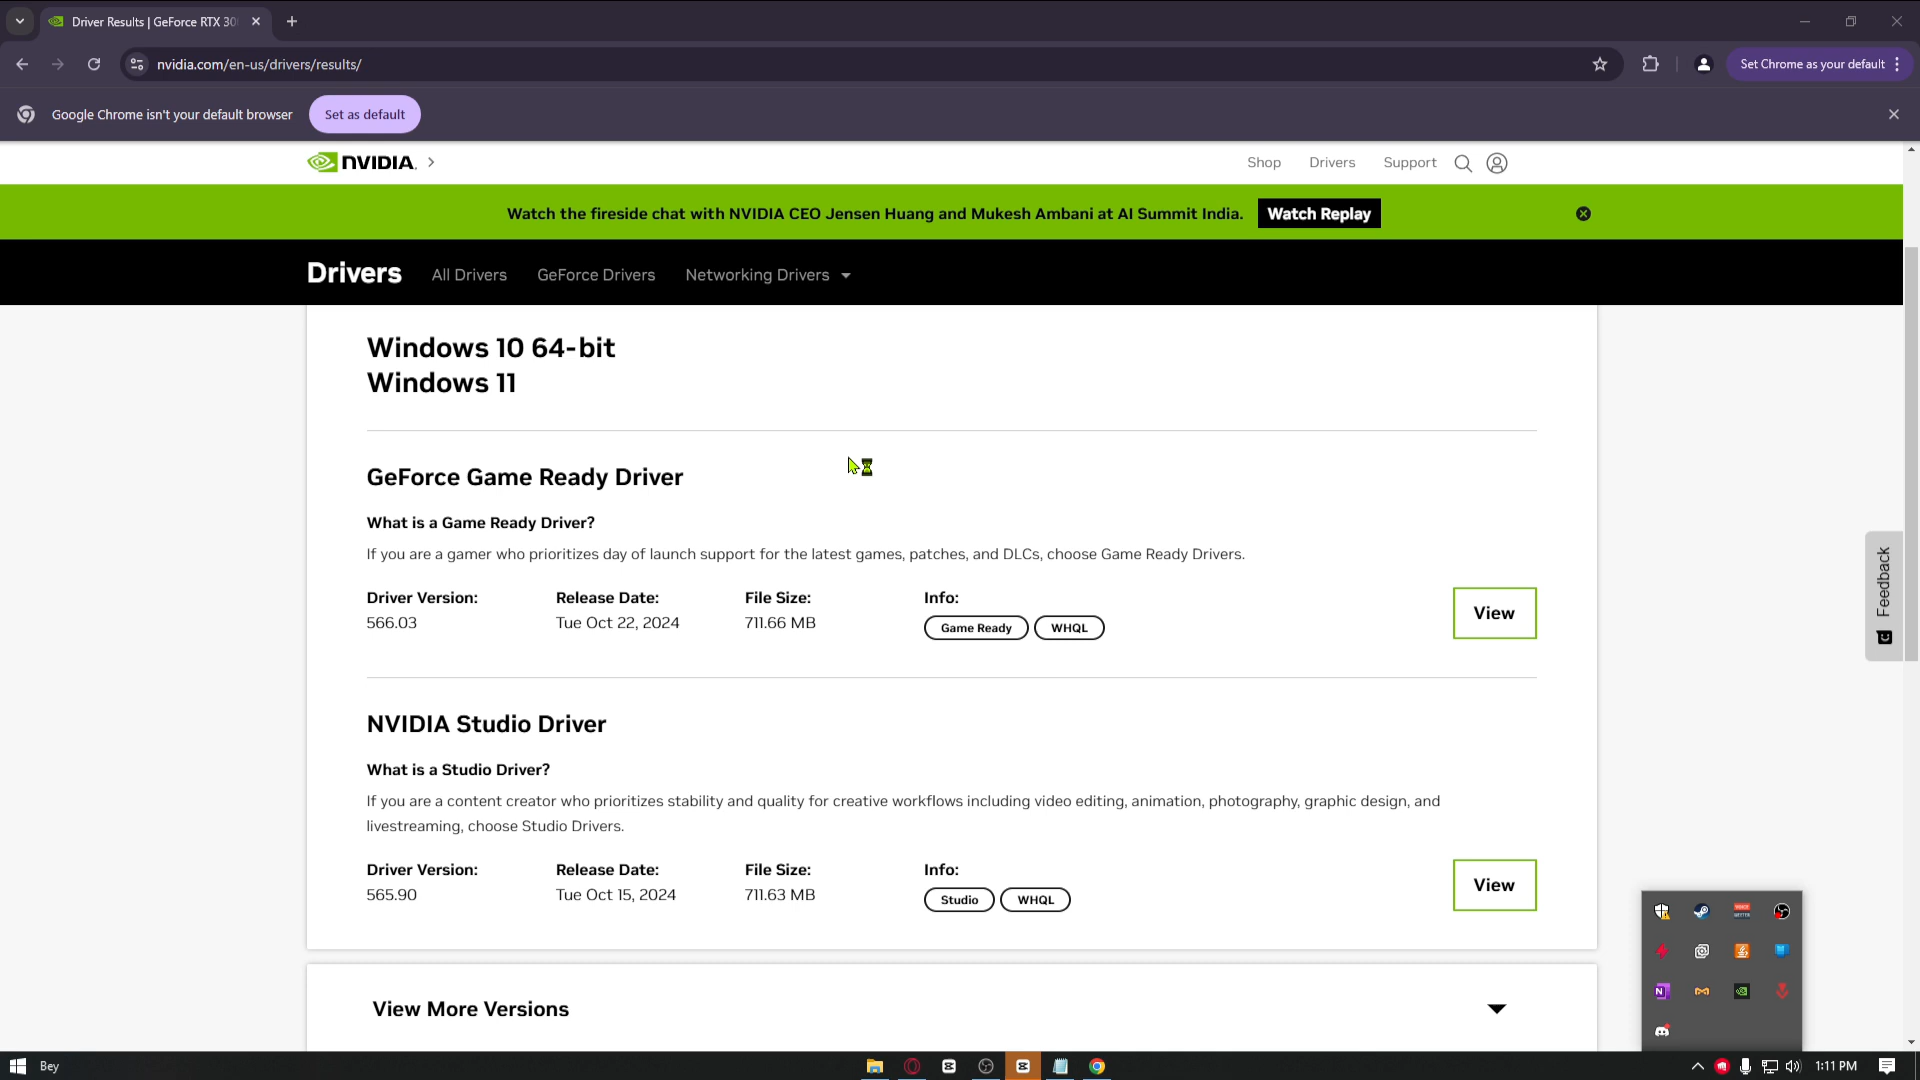 Driver Results | GeForce RTX 30
nvidia.com/en-us/drivers/results/
Set Chrome as your default
Google Chrome isn't your default browser
Set as default
NVIDIA.
Shop
Drivers
Support
Watch the fireside chat with NVIDIA CEO Jensen Huang and Mukesh Ambani at AI Summit India.
Watch Replay
Drivers
All Drivers
GeForce Drivers
Networking Drivers
Windows 10 64-bit
Windows 11
GeForce Game Ready Driver
What is a Game Ready Driver?
If you are a gamer who prioritizes day of launch support for the latest games, patches, and DLCs, choose Game Ready Drivers.
Driver Version: Release Date: File Size: Info:
566.03 Tue Oct 22, 2024 711.66 MB Game Ready WHQL
View
Feedback
NVIDIA Studio Driver
What is a Studio Driver?
If you are a content creator who prioritizes stability and quality for creative workflows including video editing, animation, photography, graphic design, and
livestreaming, choose Studio Drivers.
Driver Version: Release Date: File Size: Info:
565.90 Tue Oct 15, 2024 711.63 MB Studio WHQL
View
View More Versions
Bey
1:11 PM